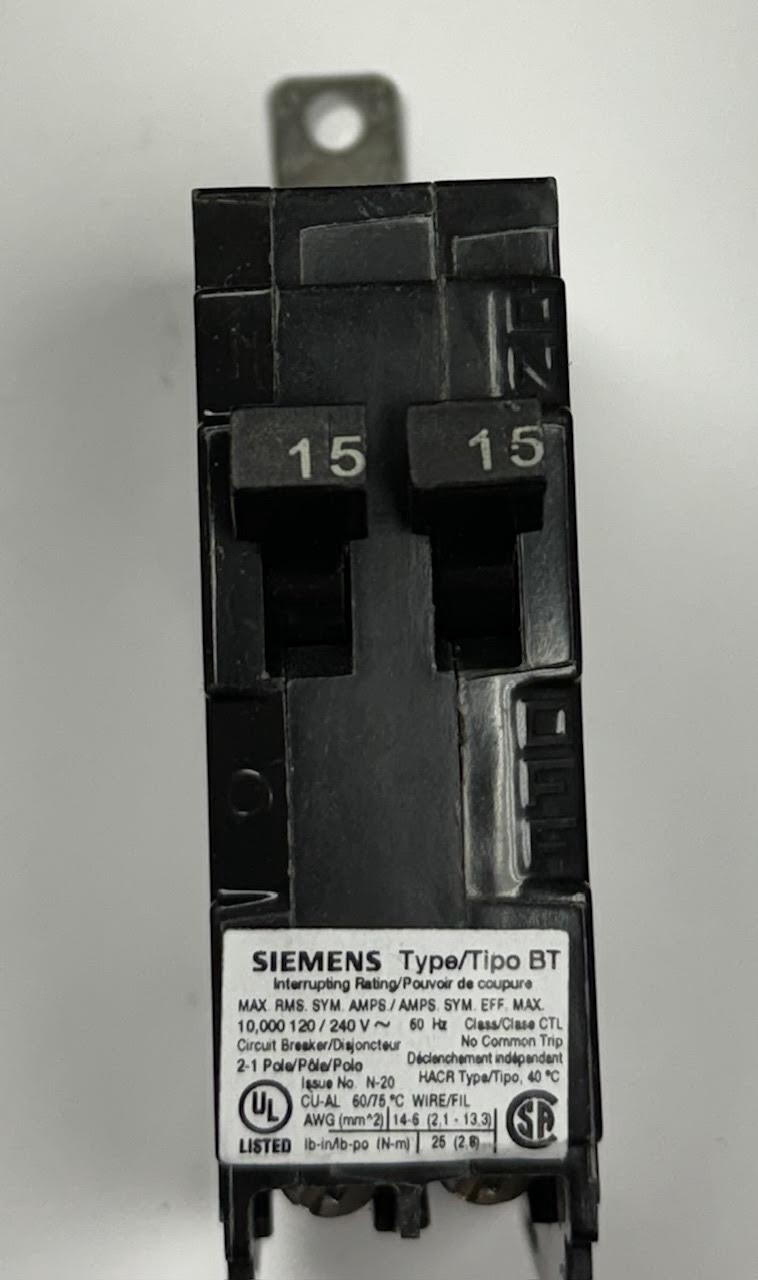 15 15
ON
SIEMENS Type/Tipo BT
Interrupting Rating/Pouvoir de coupure
MAX. RMS. SYM. AMPS./ AMPS. SYM. EFF. MAX.
10,000 120 / 240 V ~ 60 Hz Class/Clase CTL
Circuit Breaker/Disjoncteur No Common Trip
2-1 Pole/Pôle/Polo Déclenchement indépendant
Issue No. N-20 HACR Type/Tipo, 40 °C
CU-AL 60/75 °C WIRE/FIL
AWG (mm^2) 14-6 (2,1 - 13,3)
lb-in/lb-po (N-m) 25 (2,8)
UL
LISTED
SA